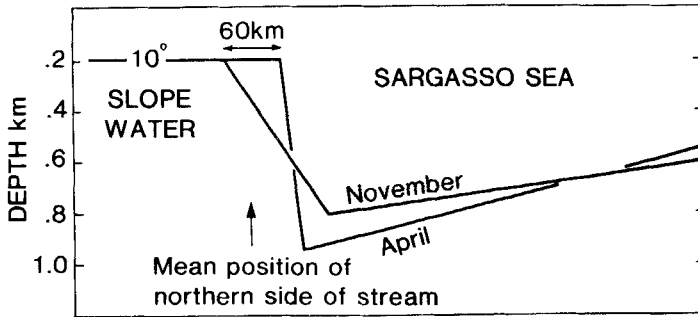 60km
.2
10°
SARGASSO SEA
.4
SLOPE
WATER
DEPTH km
.6
November
.8
April
1.0
Mean position of
northern side of stream